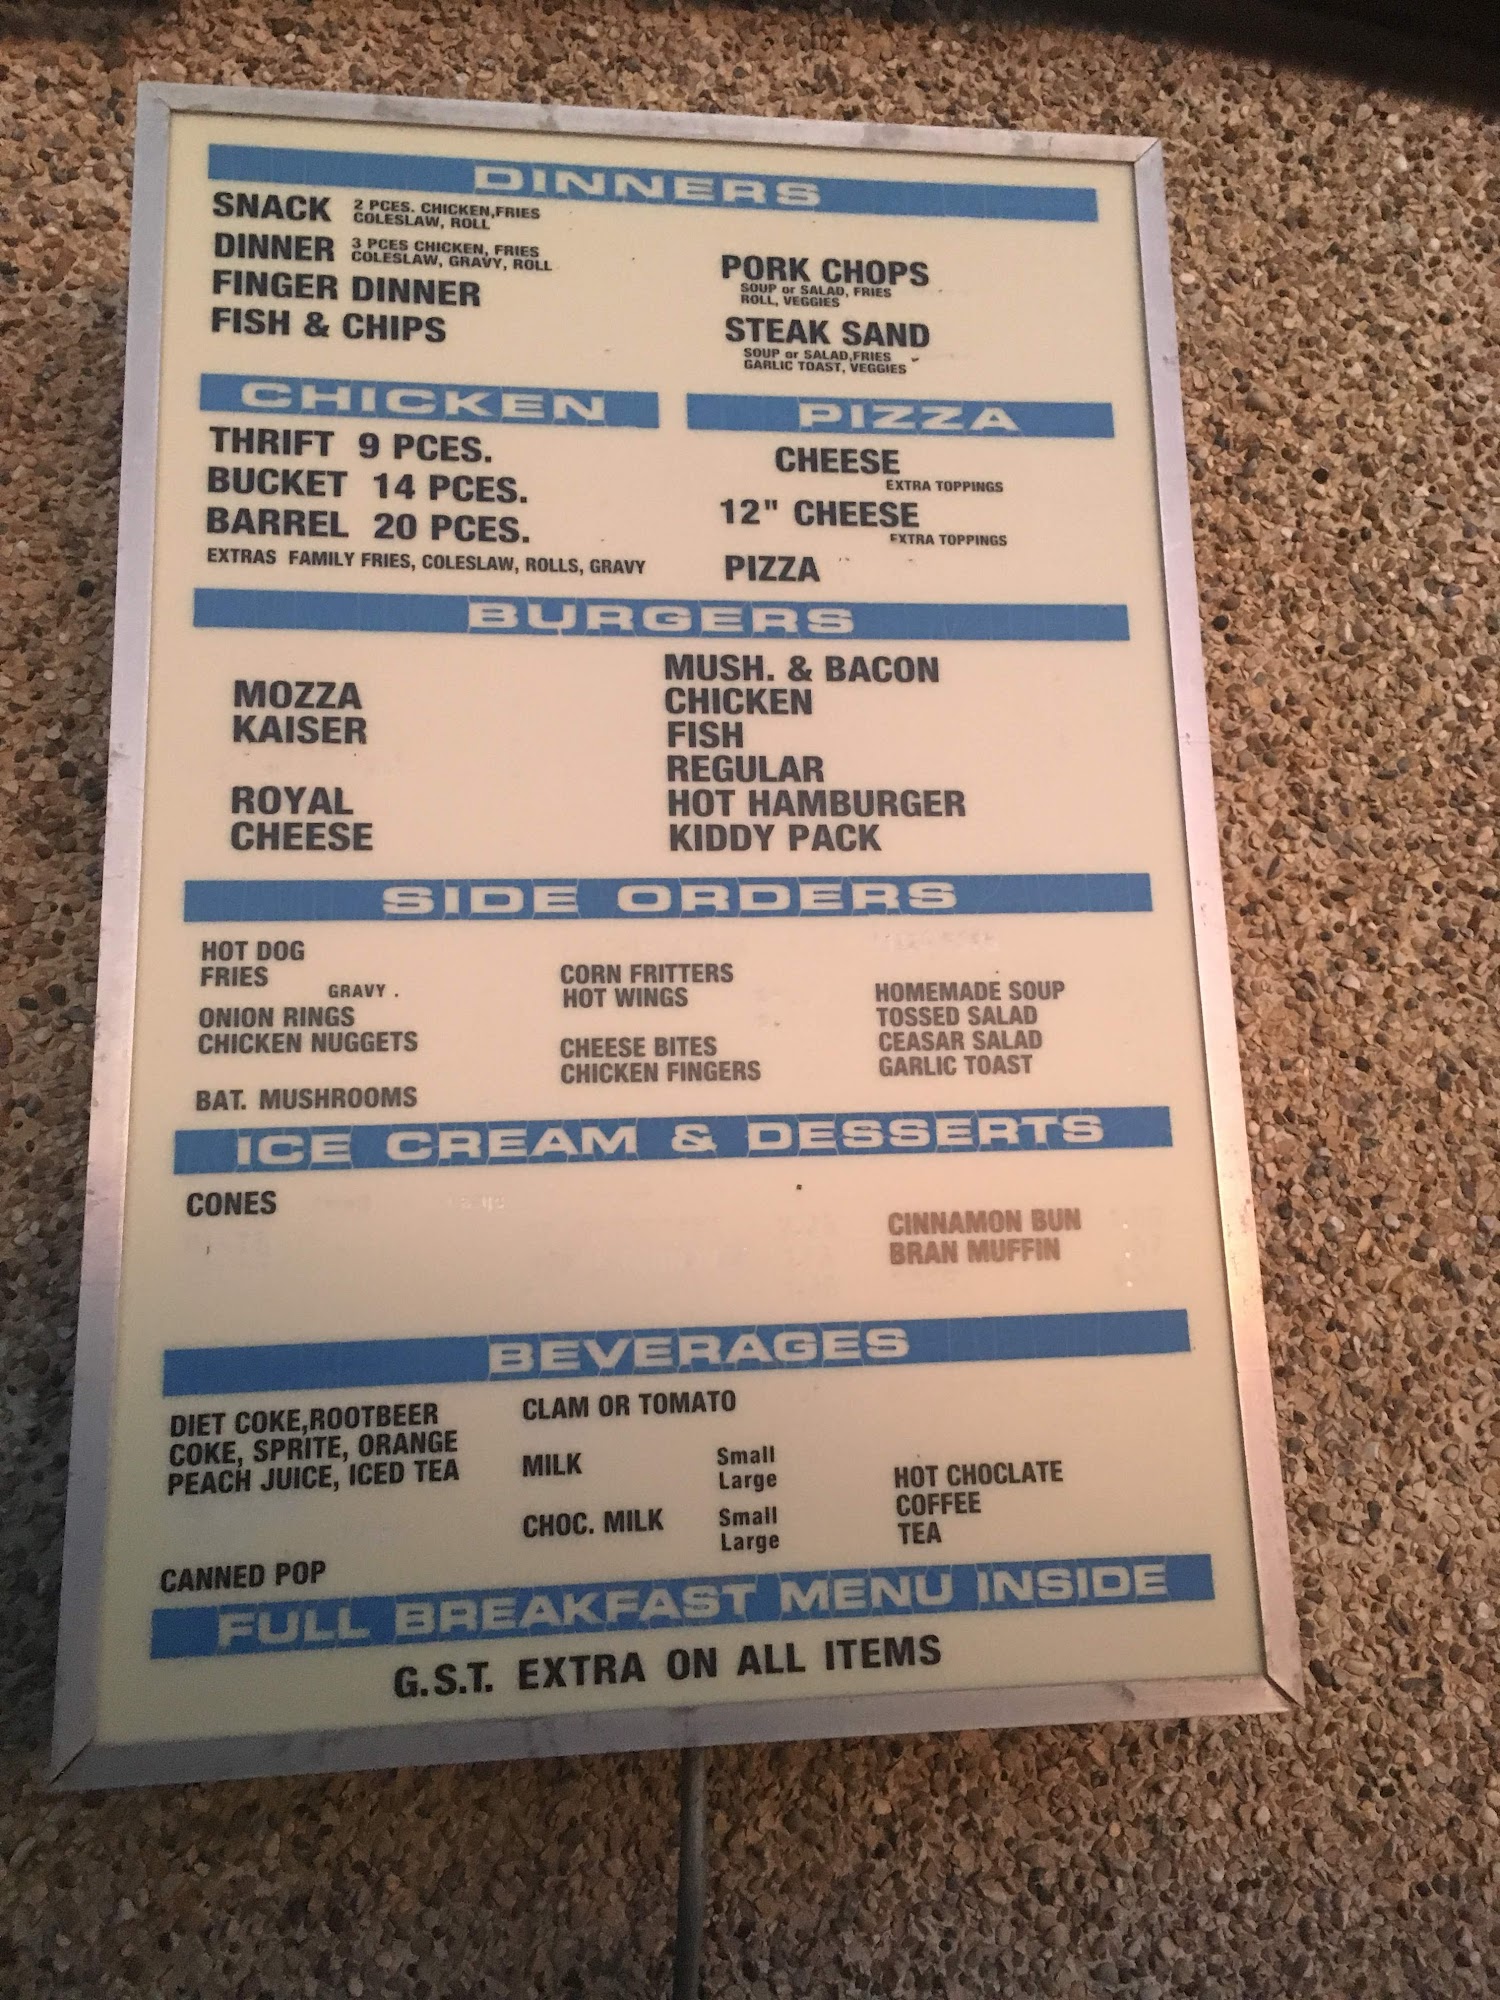 DINNERS
SNACK 2 PCES. CHICKEN,FRIES
COLESLAW, ROLL
DINNER 3 PCES CHICKEN, FRIES
COLESLAW, GRAVY, ROLL
FINGER DINNER
FISH & CHIPS
PORK CHOPS
SOUP or SALAD, FRIES
ROLL, VEGGIES
STEAK SAND
SOUP or SALAD,FRIES
GARLIC TOAST, VEGGIES
CHICKEN
THRIFT 9 PCES.
BUCKET 14 PCES.
BARREL 20 PCES.
EXTRAS FAMILY FRIES, COLESLAW, ROLLS, GRAVY
PIZZA
CHEESE
EXTRA TOPPINGS
12" CHEESE
EXTRA TOPPINGS
PIZZA
BURGERS
MOZZA
KAISER
ROYAL
CHEESE
MUSH. & BACON
CHICKEN
FISH
REGULAR
HOT HAMBURGER
KIDDY PACK
SIDE ORDERS
HOT DOG
FRIES
GRAVY .
ONION RINGS
CHICKEN NUGGETS
BAT. MUSHROOMS
CORN FRITTERS
HOT WINGS
CHEESE BITES
CHICKEN FINGERS
HOMEMADE SOUP
TOSSED SALAD
CEASAR SALAD
GARLIC TOAST
ICE CREAM & DESSERTS
CONES
CINNAMON BUN
BRAN MUFFIN
BEVERAGES
DIET COKE,ROOTBEER
COKE, SPRITE, ORANGE
PEACH JUICE, ICED TEA
CANNED POP
CLAM OR TOMATO
MILK Small
Large
CHOC. MILK Small
Large
HOT CHOCLATE
COFFEE
TEA
FULL BREAKFAST MENU INSIDE
G.S.T. EXTRA ON ALL ITEMS